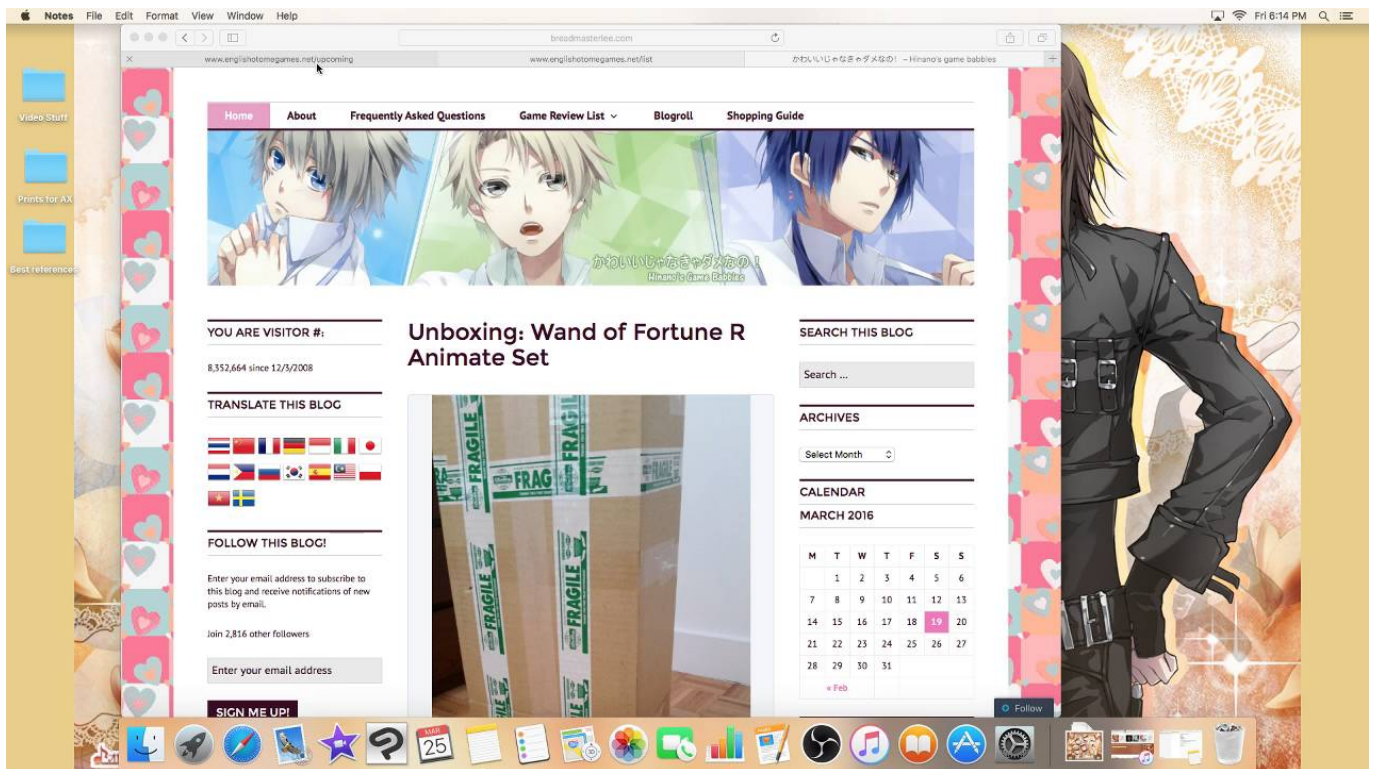 Notes File Edit Format View Window Help
Fri 6:14 PM
breadmasterlee.com
www.englishotomegames.net/upcoming
www.englishotomegames.net/list
かわいいじゃなきゃダメなの! – Hinano's game babbles
Video Stuff
Prints for AX
Best references
Home About Frequently Asked Questions Game Review List Blogroll Shopping Guide
かわいいじゃなきゃダメなの!
Hinano's Game Babbles
YOU ARE VISITOR #:
8,352,664 since 12/3/2008
TRANSLATE THIS BLOG
FOLLOW THIS BLOG!
Enter your email address to subscribe to
this blog and receive notifications of new
posts by email.
Join 2,816 other followers
Enter your email address
SIGN ME UP!
Unboxing: Wand of Fortune R
Animate Set
FRAGILE
FRAGILE
FRAG
FRAGILE
FRAGILE
SEARCH THIS BLOG
Search ...
ARCHIVES
Select Month
CALENDAR
MARCH 2016
M T W T F S S
1 2 3 4 5 6
7 8 9 10 11 12 13
14 15 16 17 18 19 20
21 22 23 24 25 26 27
28 29 30 31
« Feb
Follow
MAR
25